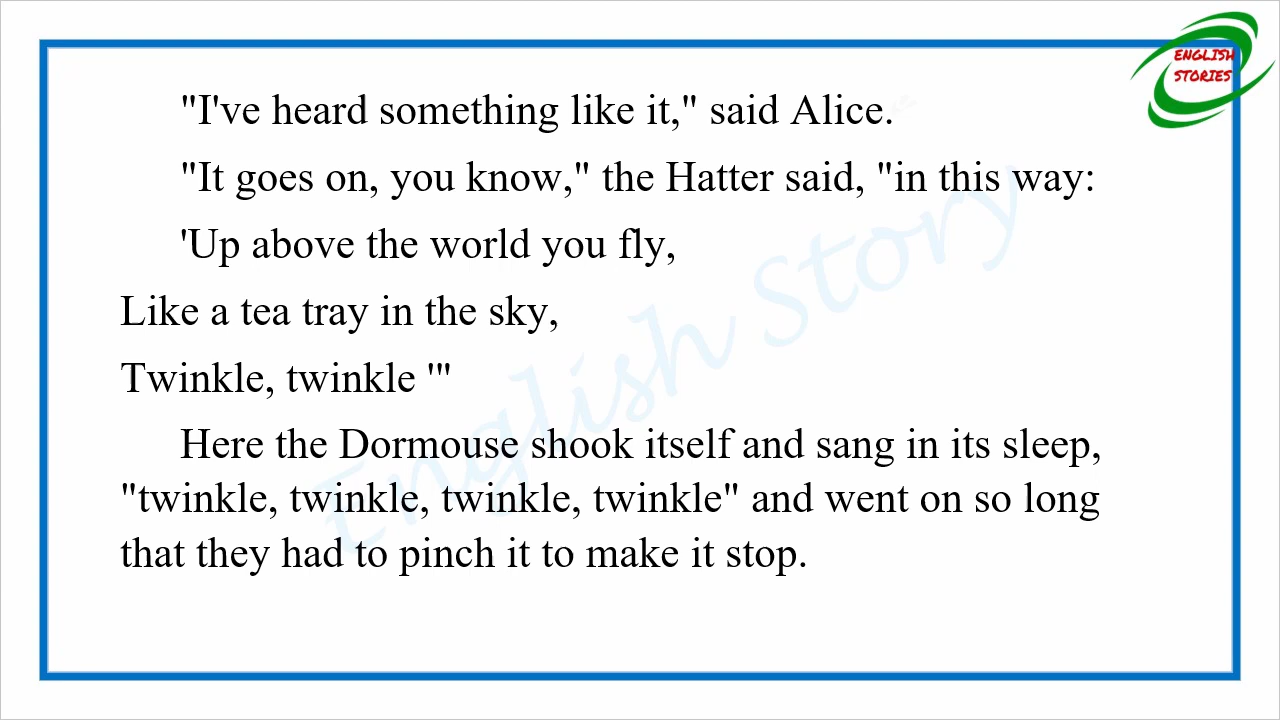 ENGLISH
STORIES
"I've heard something like it," said Alice.
"It goes on, you know," the Hatter said, "in this way:
'Up above the world you fly,
Like a tea tray in the sky,
Twinkle, twinkle '"
Here the Dormouse shook itself and sang in its sleep,
"twinkle, twinkle, twinkle, twinkle" and went on so long
that they had to pinch it to make it stop.
English Story